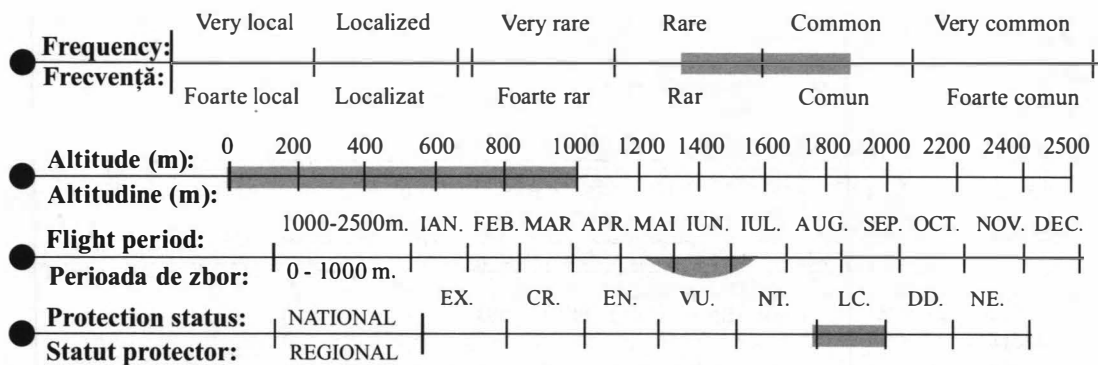 Very local Localized Very rare Rare Common Very common
Frequency:
Frecvență:
Foarte local Localizat Foarte rar Rar Comun Foarte comun
Altitude (m): 0 200 400 600 800 1000 1200 1400 1600 1800 2000 2200 2400 2500
Altitudine (m):
Flight period: 1000-2500m. IAN. FEB. MAR APR. MAI IUN. IUL. AUG. SEP. OCT. NOV. DEC.
Perioada de zbor: 0 - 1000 m.
EX. CR. EN. VU. NT. LC. DD. NE.
Protection status: NATIONAL
Statut protector: REGIONAL